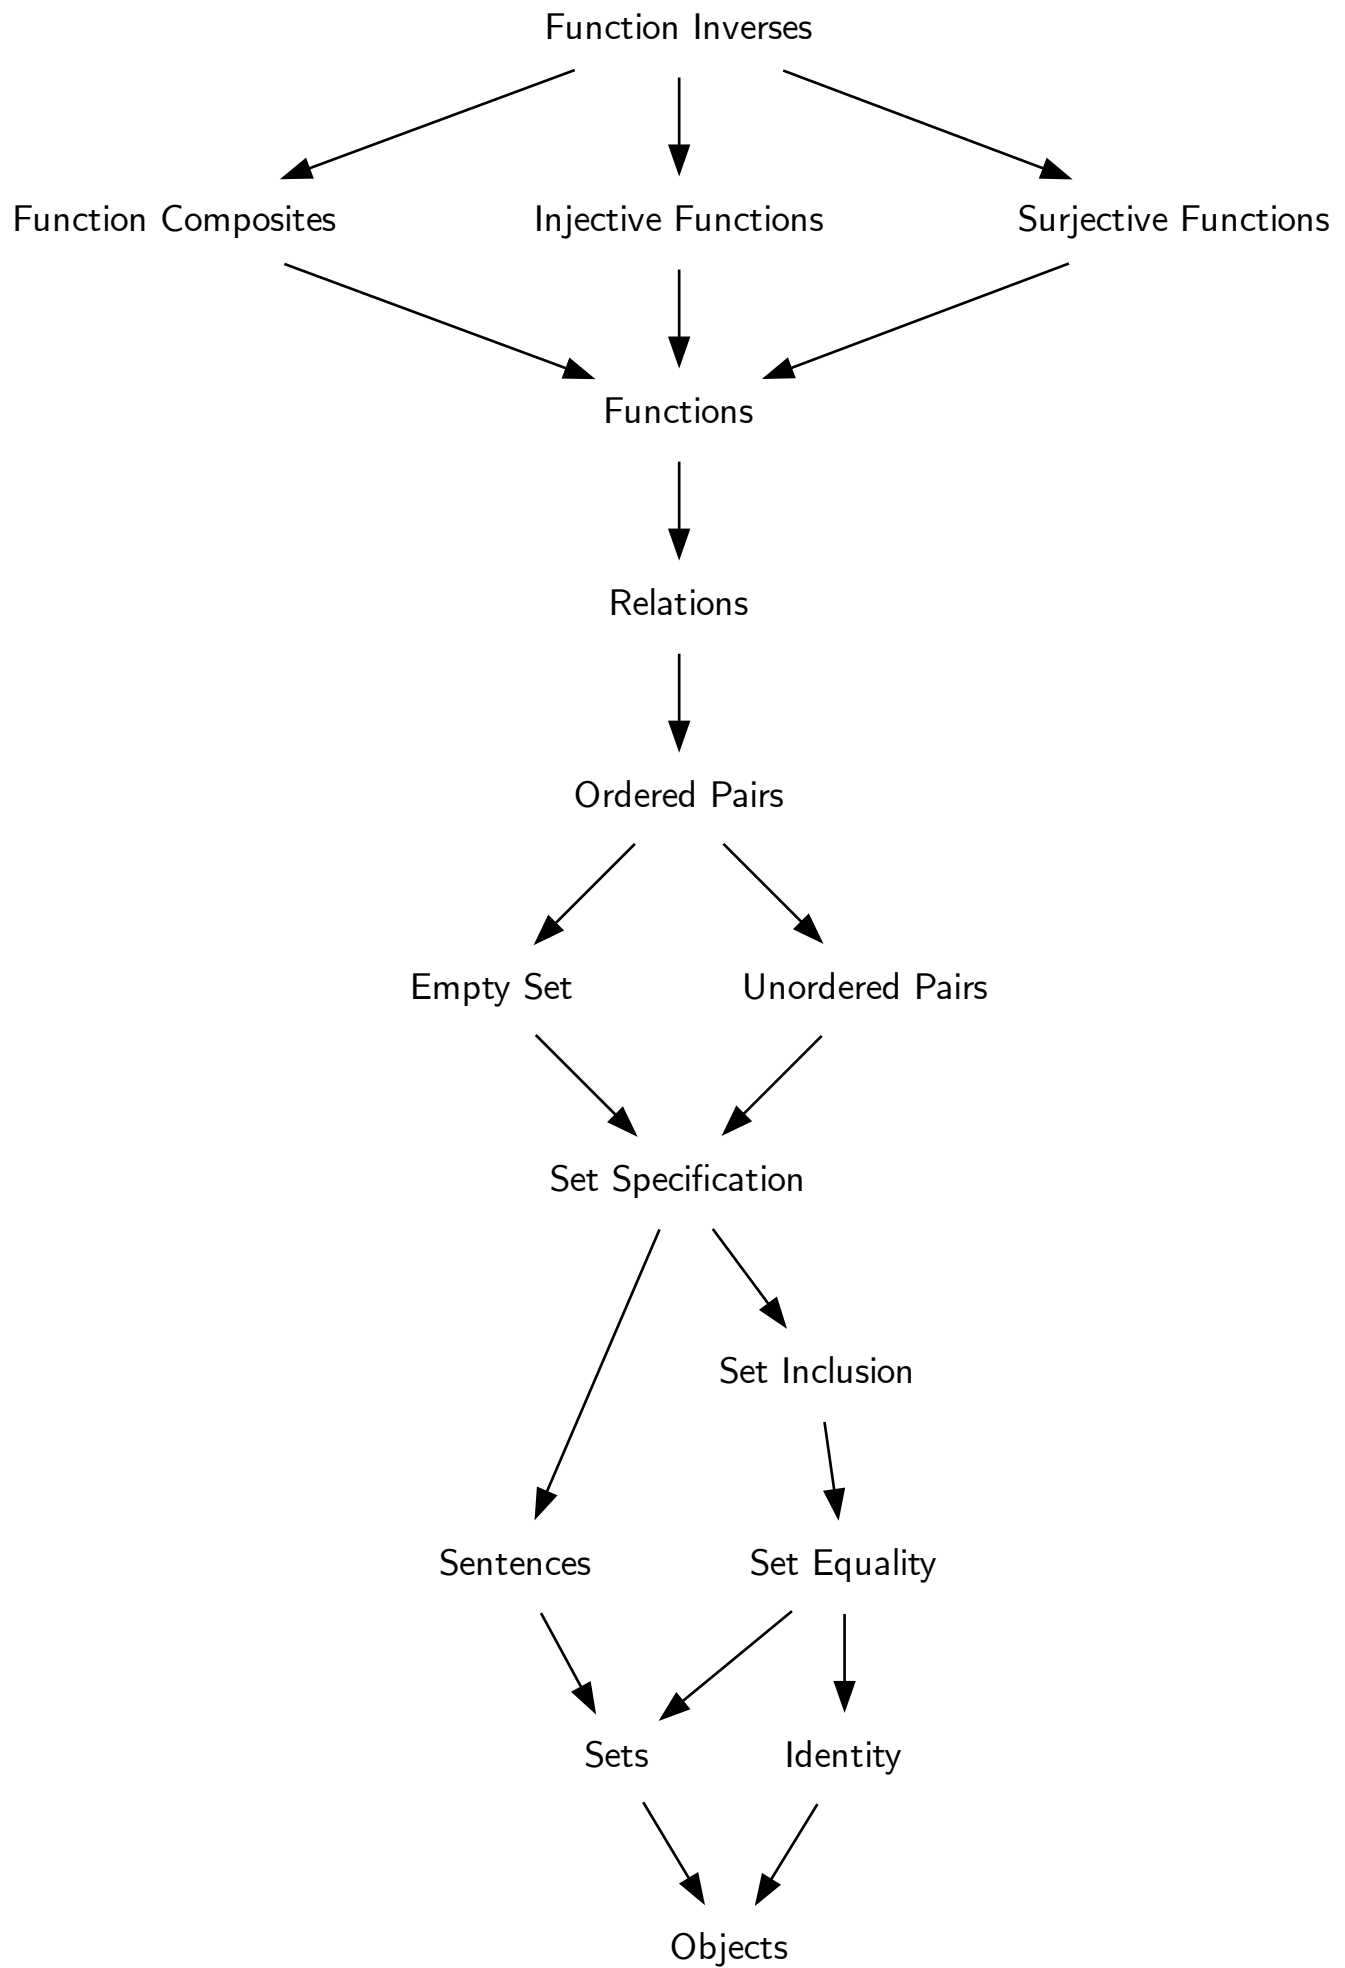 Function Inverses
Function Composites
Injective Functions
Surjective Functions
Functions
Relations
Ordered Pairs
Empty Set
Unordered Pairs
Set Specification
Set Inclusion
Sentences
Set Equality
Sets
Identity
Objects